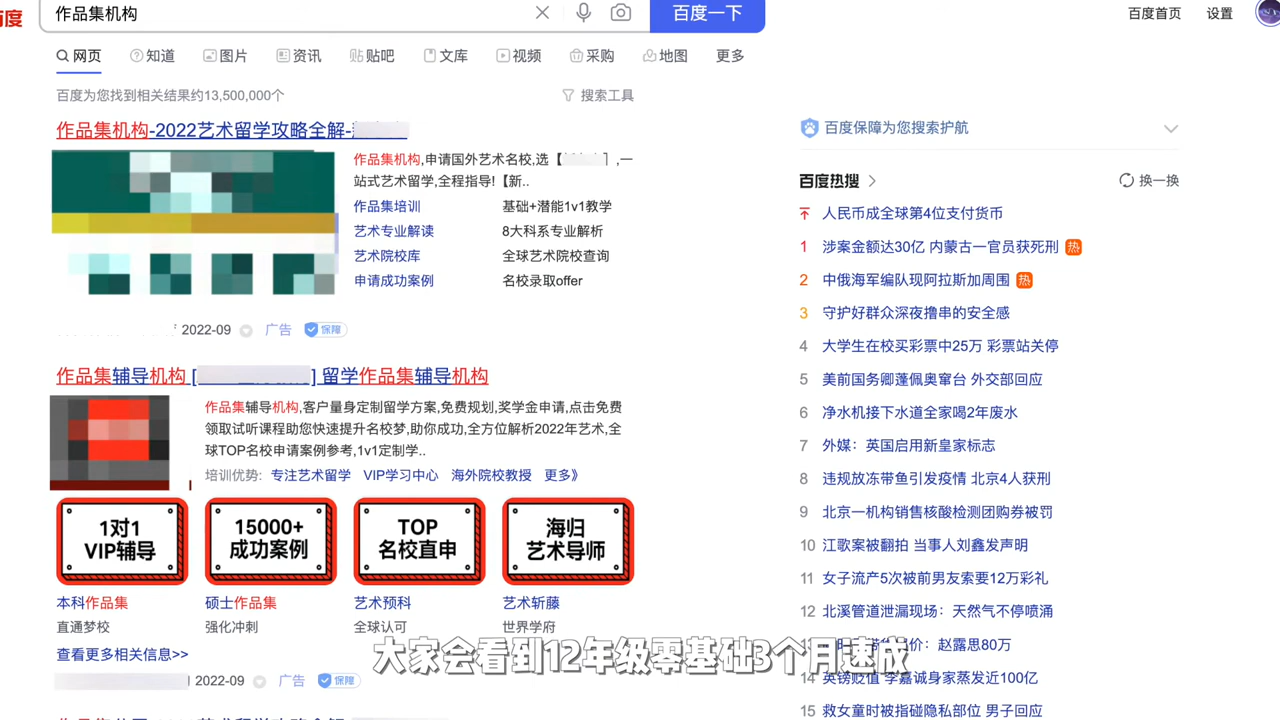 百度
作品集机构
百度一下
百度首页
设置
网页
知道
图片
资讯
贴吧
文库
视频
采购
地图
更多
百度为您找到相关结果约13,500,000个
搜索工具
作品集机构-2022艺术留学攻略全解-
作品集机构,申请国外艺术名校,选【 】,一
站式艺术留学,全程指导!【新..
作品集培训 基础+潜能1v1教学
艺术专业解读 8大科系专业解析
艺术院校库 全球艺术院校查询
申请成功案例 名校录取offer
2022-09 广告 保障
作品集辅导机构 [ ] 留学作品集辅导机构
作品集辅导机构,客户量身定制留学方案,免费规划,奖学金申请,点击免费
领取试听课程助您快速提升名校梦,助你成功,全方位解析2022年艺术,全
球TOP名校申请案例参考,1v1定制学..
培训优势: 专注艺术留学 VIP学习中心 海外院校教授 更多》
1对1
VIP辅导
15000+
成功案例
TOP
名校直申
海归
艺术导师
本科作品集 硕士作品集 艺术预科 艺术斩藤
直通梦校 强化冲刺 全球认可 世界学府
查看更多相关信息>>
2022-09 广告 保障
大家会看到12年级零基础3个月速成
百度保障为您搜索护航
百度热搜
换一换
人民币成全球第4位支付货币
1 涉案金额达30亿 内蒙古一官员获死刑 热
2 中俄海军编队现阿拉斯加周围 热
3 守护好群众深夜撸串的安全感
4 大学生在校买彩票中25万 彩票站关停
5 美前国务卿蓬佩奥窜台 外交部回应
6 净水机接下水道全家喝2年废水
7 外媒：英国启用新皇家标志
8 违规放冻带鱼引发疫情 北京4人获刑
9 北京一机构销售核酸检测团购券被罚
10 江歌案被翻拍 当事人刘鑫发声明
11 女子流产5次被前男友索要12万彩礼
12 北溪管道泄漏现场：天然气不停喷涌
价：赵露思80万
14 英镑贬值 李嘉诚身家蒸发近100亿
15 救女童时被指碰隐私部位 男子回应